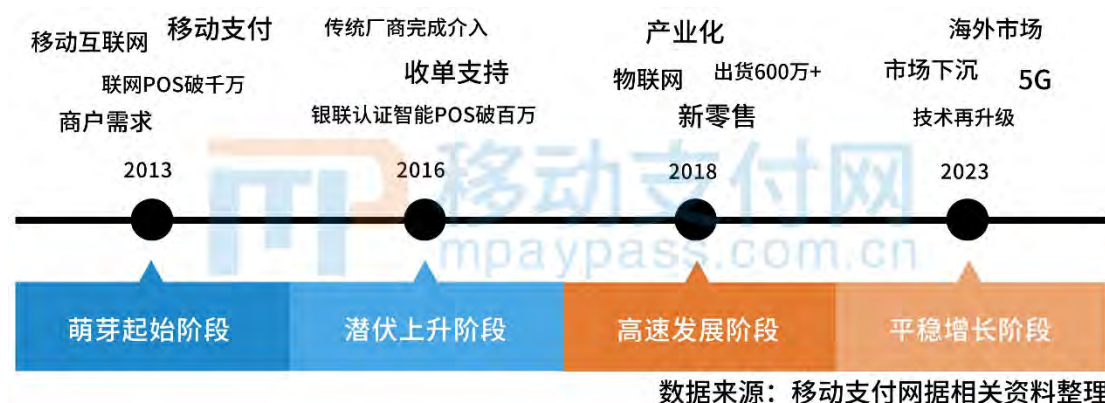 移动互联网
移动支付
联网POS破千万
商户需求
2013
传统厂商完成介入
收单支持
银联认证智能POS破百万
2016
产业化
物联网
出货600万+
新零售
2018
海外市场
市场下沉
5G
技术再升级
2023
移动支付网
mpaypass.com.cn
萌芽起始阶段
潜伏上升阶段
高速发展阶段
平稳增长阶段
数据来源：移动支付网据相关资料整理